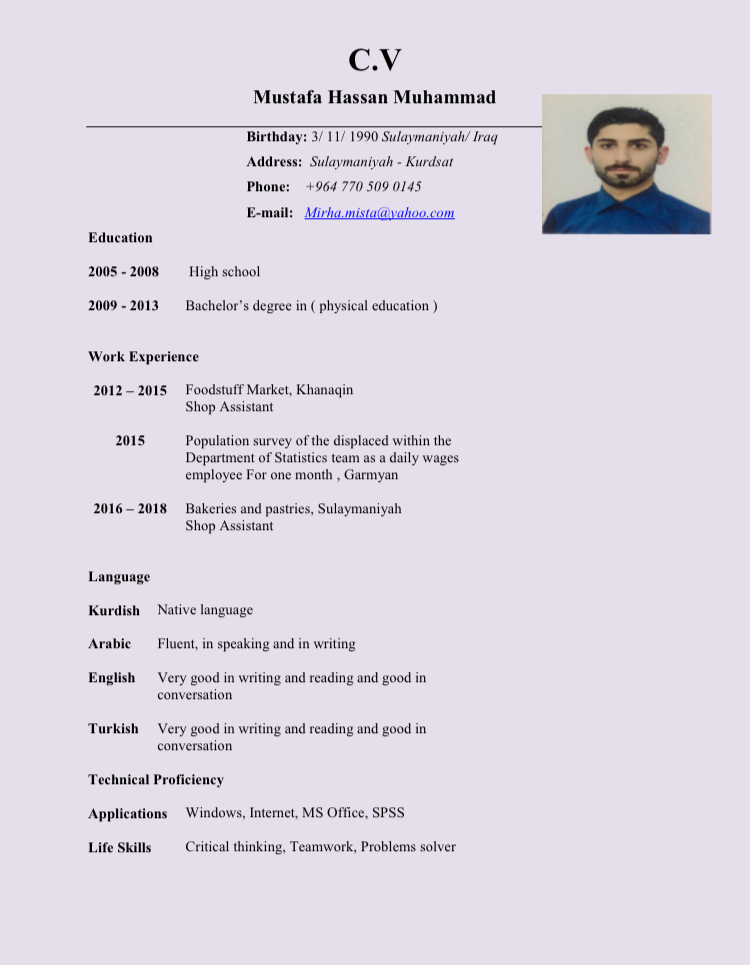 C.V
Mustafa Hassan Muhammad
Birthday: 3/ 11/ 1990 Sulaymaniyah/ Iraq
Address: Sulaymaniyah - Kurdsat
Phone: +964 770 509 0145
E-mail: Mirha.mista@yahoo.com
Education
2005 - 2008 High school
2009 - 2013 Bachelor’s degree in ( physical education )
Work Experience
2012 – 2015 Foodstuff Market, Khanaqin
Shop Assistant
2015 Population survey of the displaced within the
Department of Statistics team as a daily wages
employee For one month , Garmyan
2016 – 2018 Bakeries and pastries, Sulaymaniyah
Shop Assistant
Language
Kurdish Native language
Arabic Fluent, in speaking and in writing
English Very good in writing and reading and good in
conversation
Turkish Very good in writing and reading and good in
conversation
Technical Proficiency
Applications Windows, Internet, MS Office, SPSS
Life Skills Critical thinking, Teamwork, Problems solver